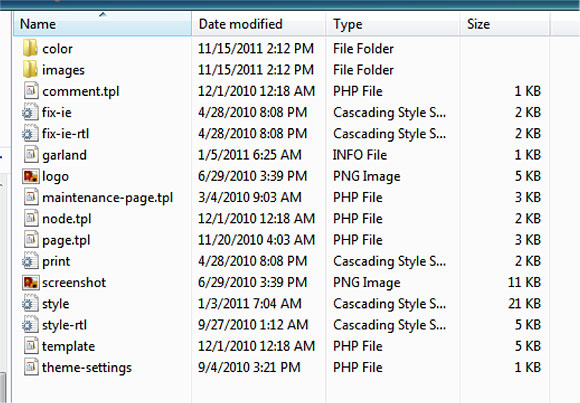 Name Date modified Type Size
color 11/15/2011 2:12 PM File Folder
images 11/15/2011 2:12 PM File Folder
comment.tpl 12/1/2010 12:18 AM PHP File 1 KB
fix-ie 4/28/2010 8:08 PM Cascading Style S... 2 KB
fix-ie-rtl 4/28/2010 8:08 PM Cascading Style S... 2 KB
garland 1/5/2011 6:25 AM INFO File 1 KB
logo 6/29/2010 3:39 PM PNG Image 5 KB
maintenance-page.tpl 3/4/2010 9:03 AM PHP File 3 KB
node.tpl 12/1/2010 12:18 AM PHP File 2 KB
page.tpl 11/20/2010 4:03 AM PHP File 3 KB
print 4/28/2010 8:08 PM Cascading Style S... 2 KB
screenshot 6/29/2010 3:39 PM PNG Image 11 KB
style 1/3/2011 7:04 AM Cascading Style S... 21 KB
style-rtl 9/27/2010 1:12 AM Cascading Style S... 5 KB
template 12/1/2010 12:18 AM PHP File 5 KB
theme-settings 9/4/2010 3:21 PM PHP File 1 KB